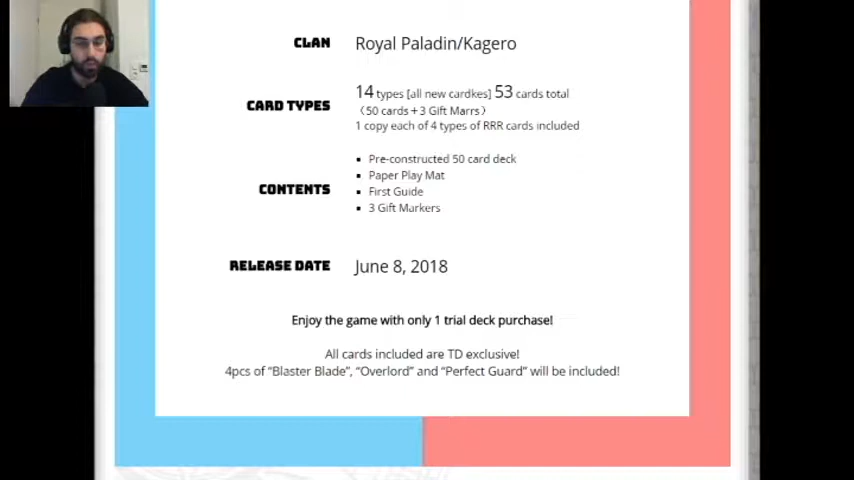 CLAN Royal Paladin/Kagero
CARD TYPES 14 types [all new cardkes] 53 cards total
(50 cards + 3 Gift Marrs)
1 copy each of 4 types of RRR cards included
CONTENTS
▪ Pre-constructed 50 card deck
▪ Paper Play Mat
▪ First Guide
▪ 3 Gift Markers
RELEASE DATE June 8, 2018
Enjoy the game with only 1 trial deck purchase!
All cards included are TD exclusive!
4pcs of “Blaster Blade”, “Overlord” and “Perfect Guard” will be included!